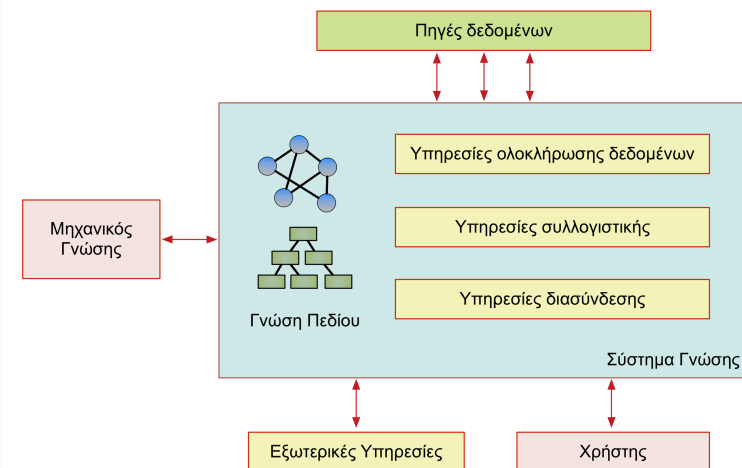 Πηγές δεδομένων
Υπηρεσίες ολοκλήρωσης δεδομένων
Μηχανικός
Γνώσης
Υπηρεσίες συλλογιστικής
Υπηρεσίες διασύνδεσης
Γνώση Πεδίου
Σύστημα Γνώσης
Εξωτερικές Υπηρεσίες
Χρήστης